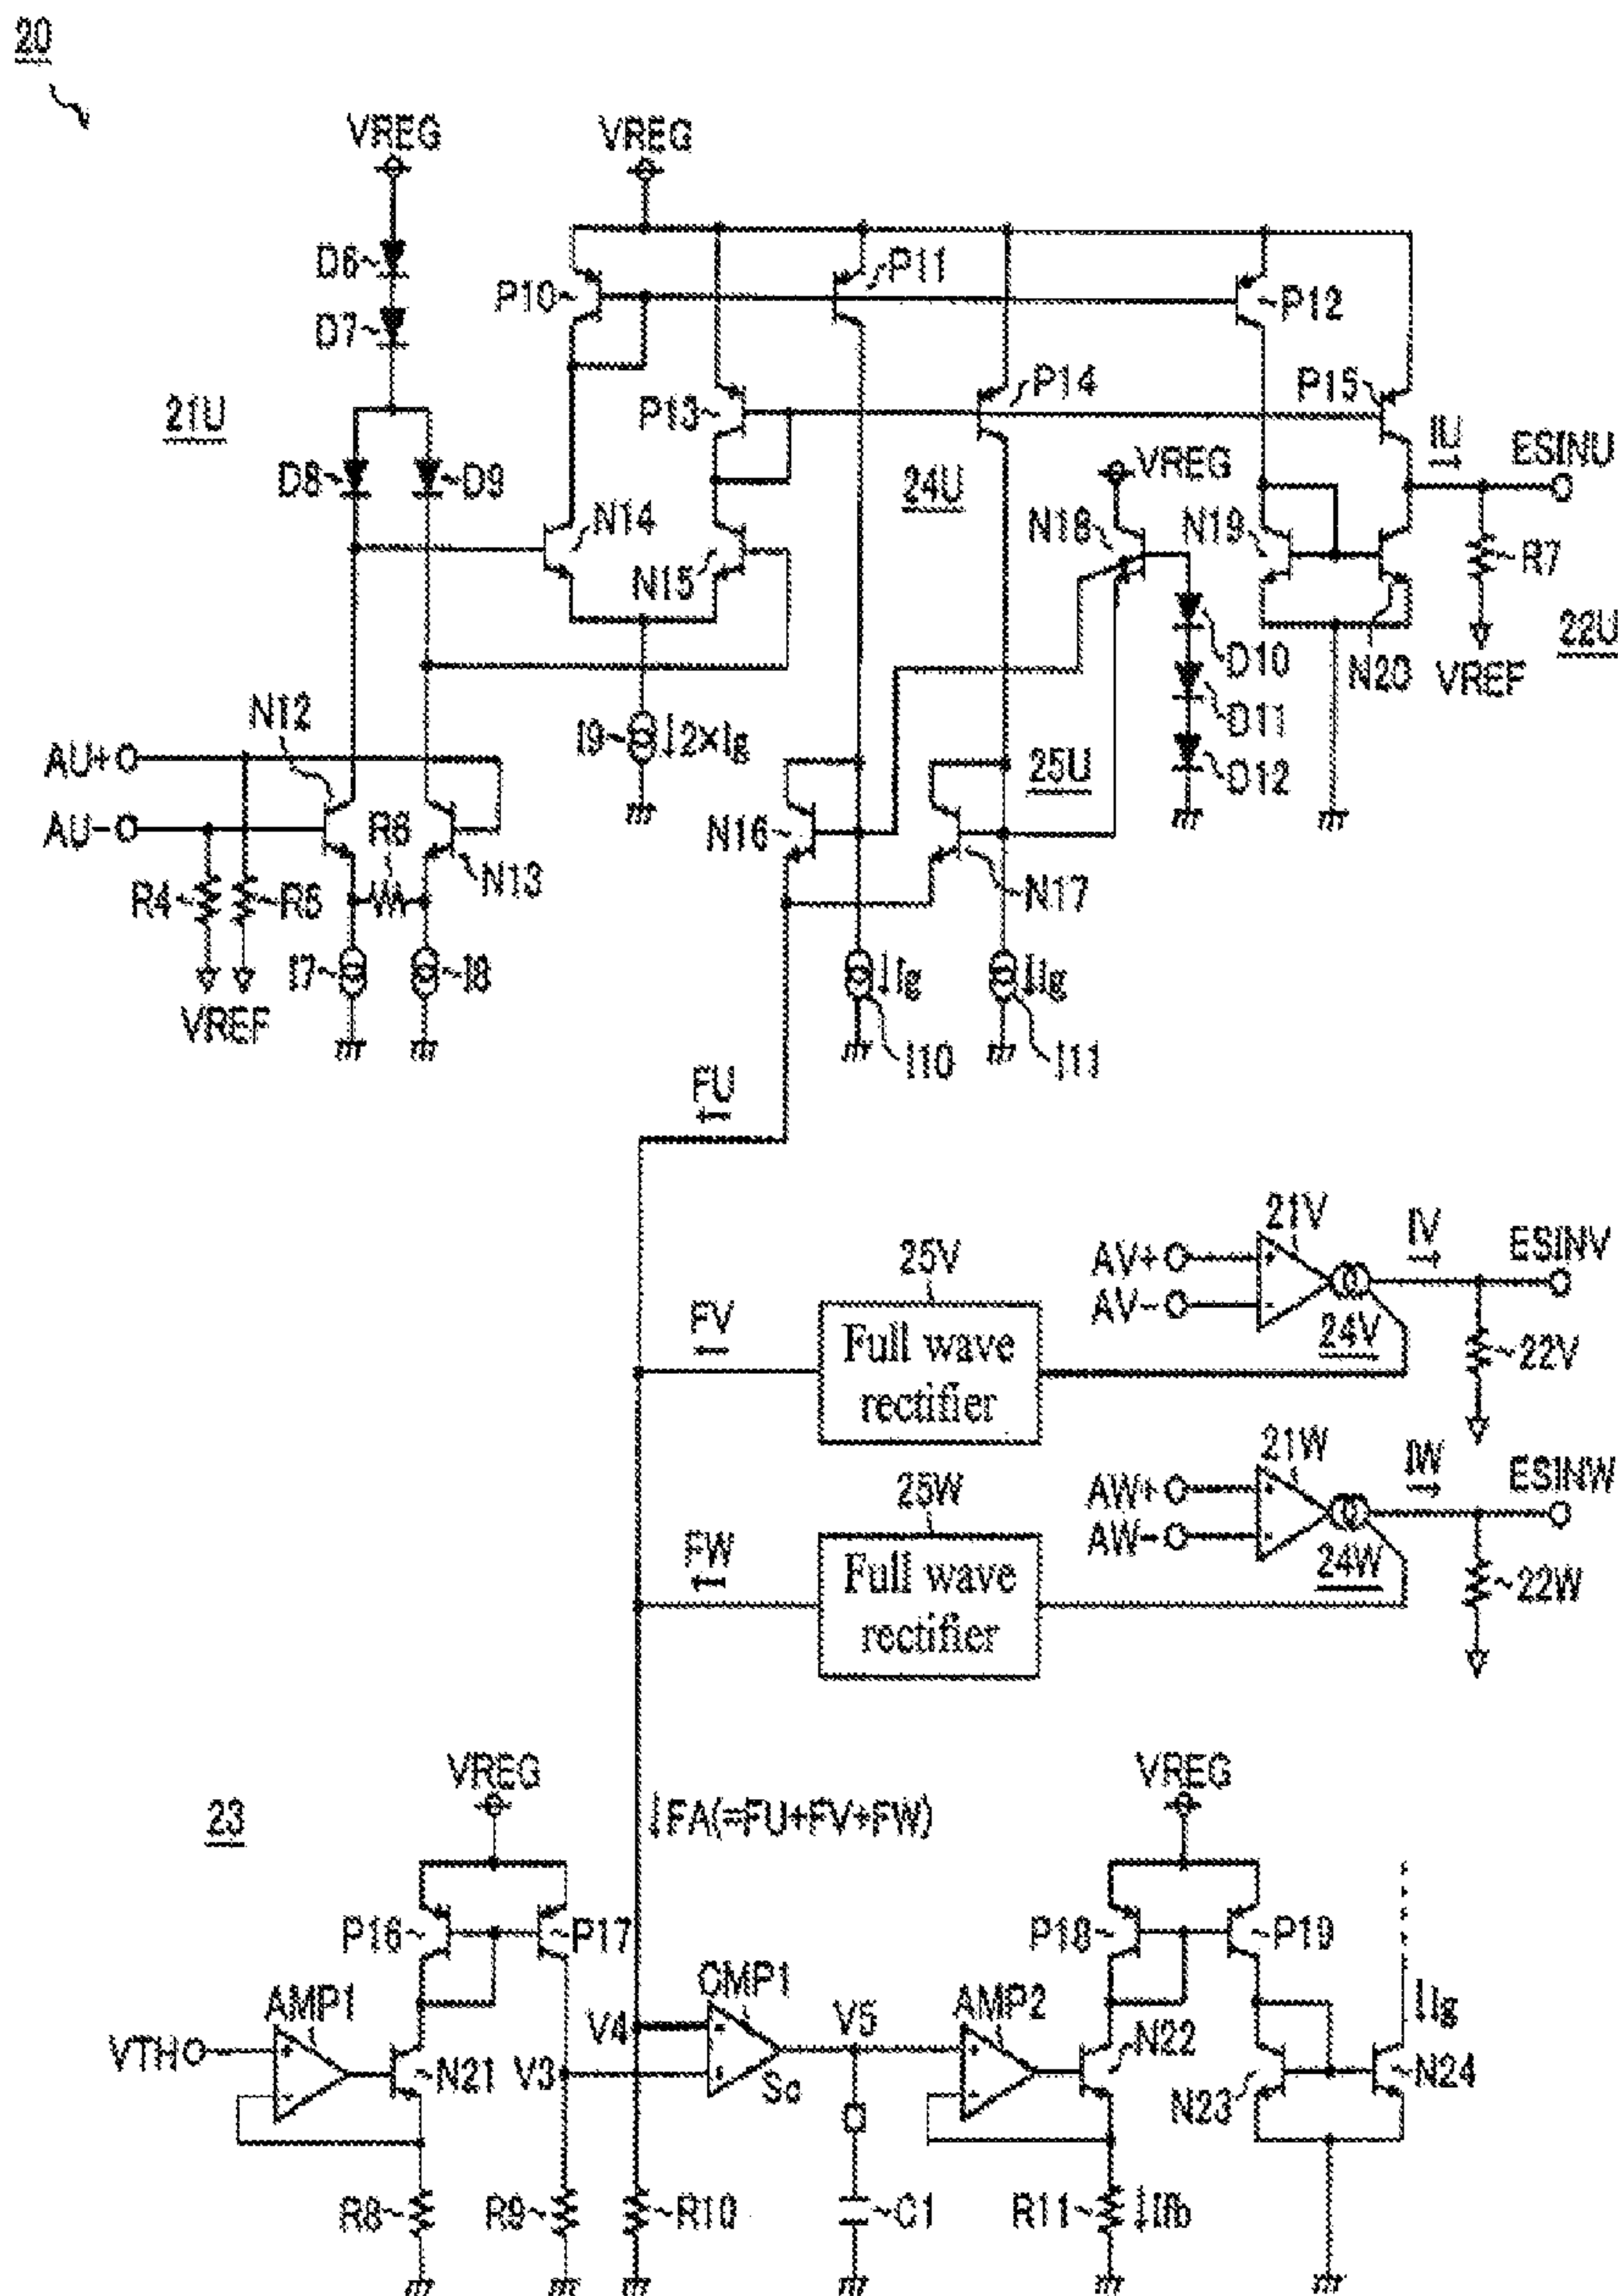 20
VREG VREG
D6
P10
P11
P12
D7
21U
P13
P14
P15
IU
ESINU
D8
D9
N14
24U
VREG
N18
N19
R7
N15
22U
D10
N20
VREF
N12
I9
↓2×Ig
D11
AU+
25U
D12
AU-
R6
N16
N13
N17
R4
R5
I7
I8
↓Ig
↓Ig
VREF
I10
I11
FU
21V
IV
ESINV
25V
AV+
FV
Full wave
rectifier
AV-
24V
22V
21W
IW
ESINW
25W
AW+
FW
Full wave
rectifier
AW-
24W
22W
VREG
VREG
23
↓FA(=FU+FV+FW)
P16
P17
P18
P19
AMP1
CMP1
AMP2
↓Ig
V4
V5
N22
VTH
N21
V3
Sc
N23
N24
R8
R9
R10
C1
R11
↓Ifb